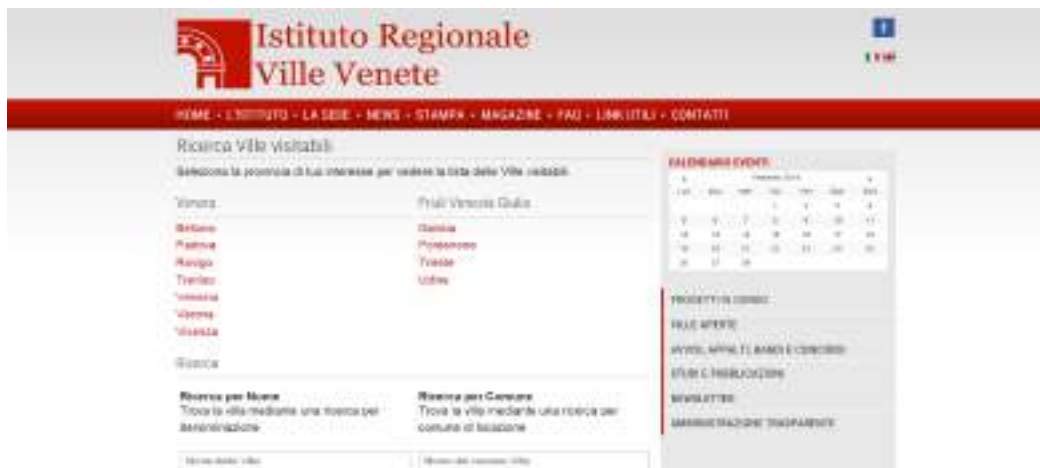 Istituto Regionale
Ville Venete
HOME • L'ISTITUTO • LA SEDE • NEWS • STAMPA • MAGAZINE • FAQ • LINK UTILI • CONTATTI
Ricerca Ville visitabili
Seleziona la provincia di tuo interesse per vedere la lista delle Ville visitabili.
CALENDARIO EVENTI
Veneto
Friuli Venezia Giulia
Belluno
Padova
Rovigo
Treviso
Venezia
Verona
Vicenza
Gorizia
Pordenone
Trieste
Udine
PROGETTI IN CORSO
VILLE APERTE
AVVISI, APPALTI, BANDI E CONCORSI
STUDI E PUBBLICAZIONI
NEWSLETTER
AMMINISTRAZIONE TRASPARENTE
Ricerca
Ricerca per Nome
Trova la villa mediante una ricerca per
denominazione
Ricerca per Comune
Trova la villa mediante una ricerca per
comune di locazione
Nome della villa